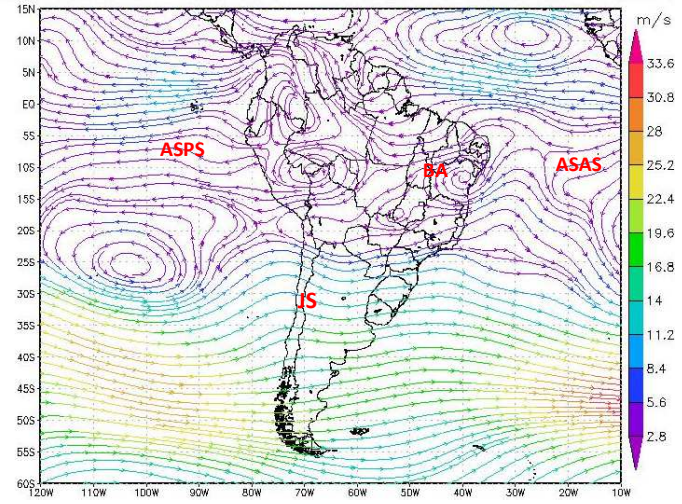 15N
m/s
10N
33.6
5N
30.8
EQ
28
5S
ASPS
25.2
10S
BA
ASAS
22.4
15S
19.6
20S
16.8
25S
14
30S
JS
11.2
35S
8.4
40S
5.6
45S
2.8
50S
55S
60S
120W 110W 100W 90W 80W 70W 60W 50W 40W 30W 20W 10W